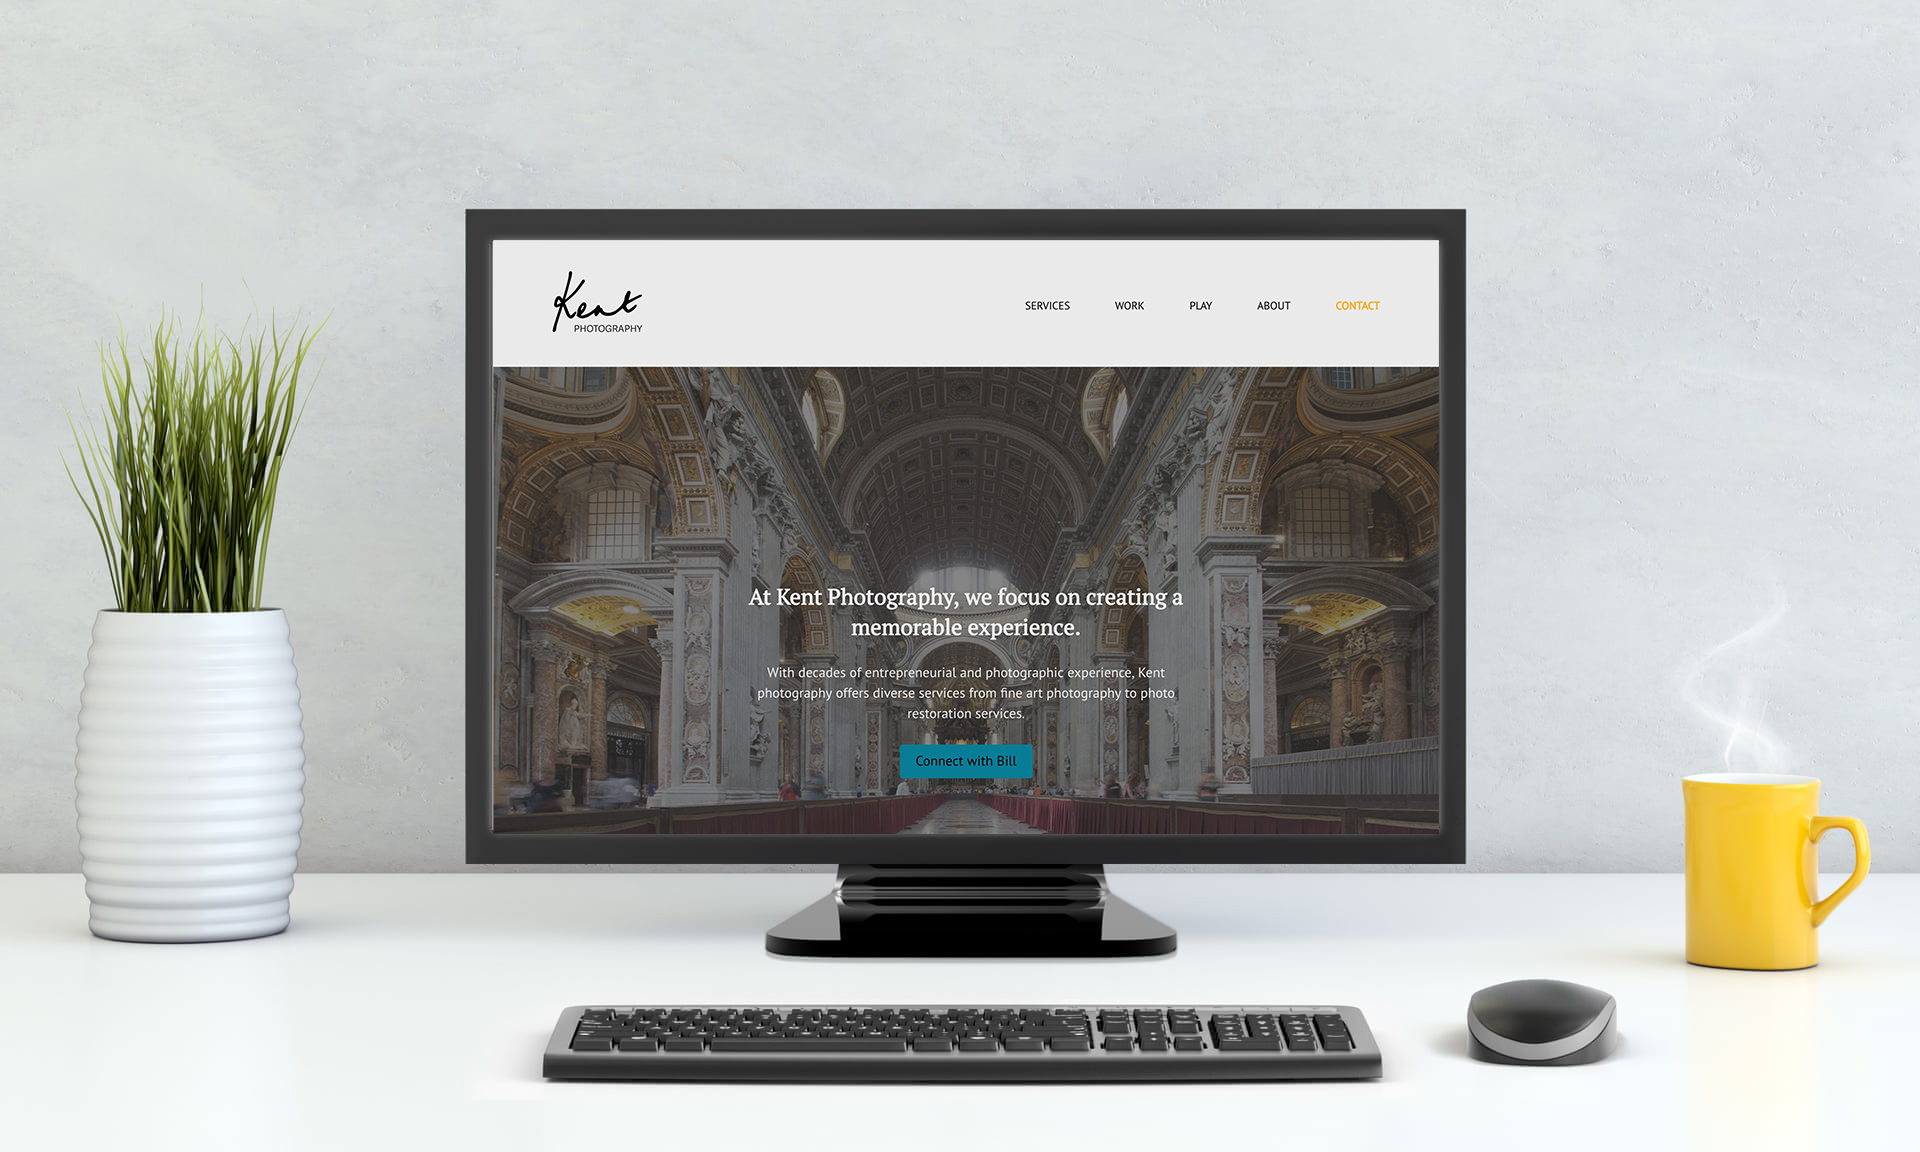 Kent
PHOTOGRAPHY
SERVICES WORK PLAY ABOUT CONTACT
At Kent Photography, we focus on creating a
memorable experience.
With decades of entrepreneurial and photographic experience, Kent
photography offers diverse services from fine art photography to photo
restoration services.
Connect with Bill